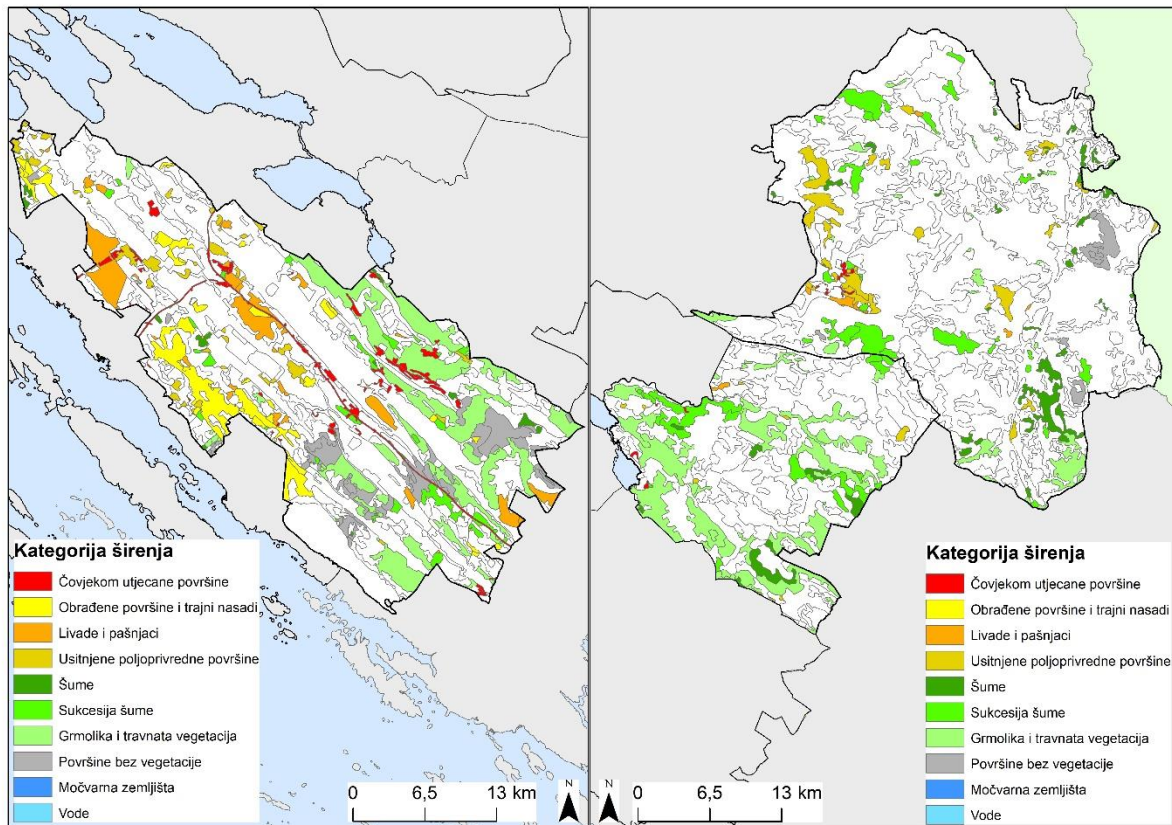 Kategorija širenja
Čovjekom utjecane površine
Obrađene površine i trajni nasadi
Livade i pašnjaci
Usitnjene poljoprivredne površine
Šume
Sukcesija šume
Grmolika i travnata vegetacija
Površine bez vegetacije
Močvarna zemljišta
Vode
0 6,5 13 km
N
Kategorija širenja
Čovjekom utjecane površine
Obrađene površine i trajni nasadi
Livade i pašnjaci
Usitnjene poljoprivredne površine
Šume
Sukcesija šume
Grmolika i travnata vegetacija
Površine bez vegetacije
Močvarna zemljišta
Vode
0 6,5 13 km
N